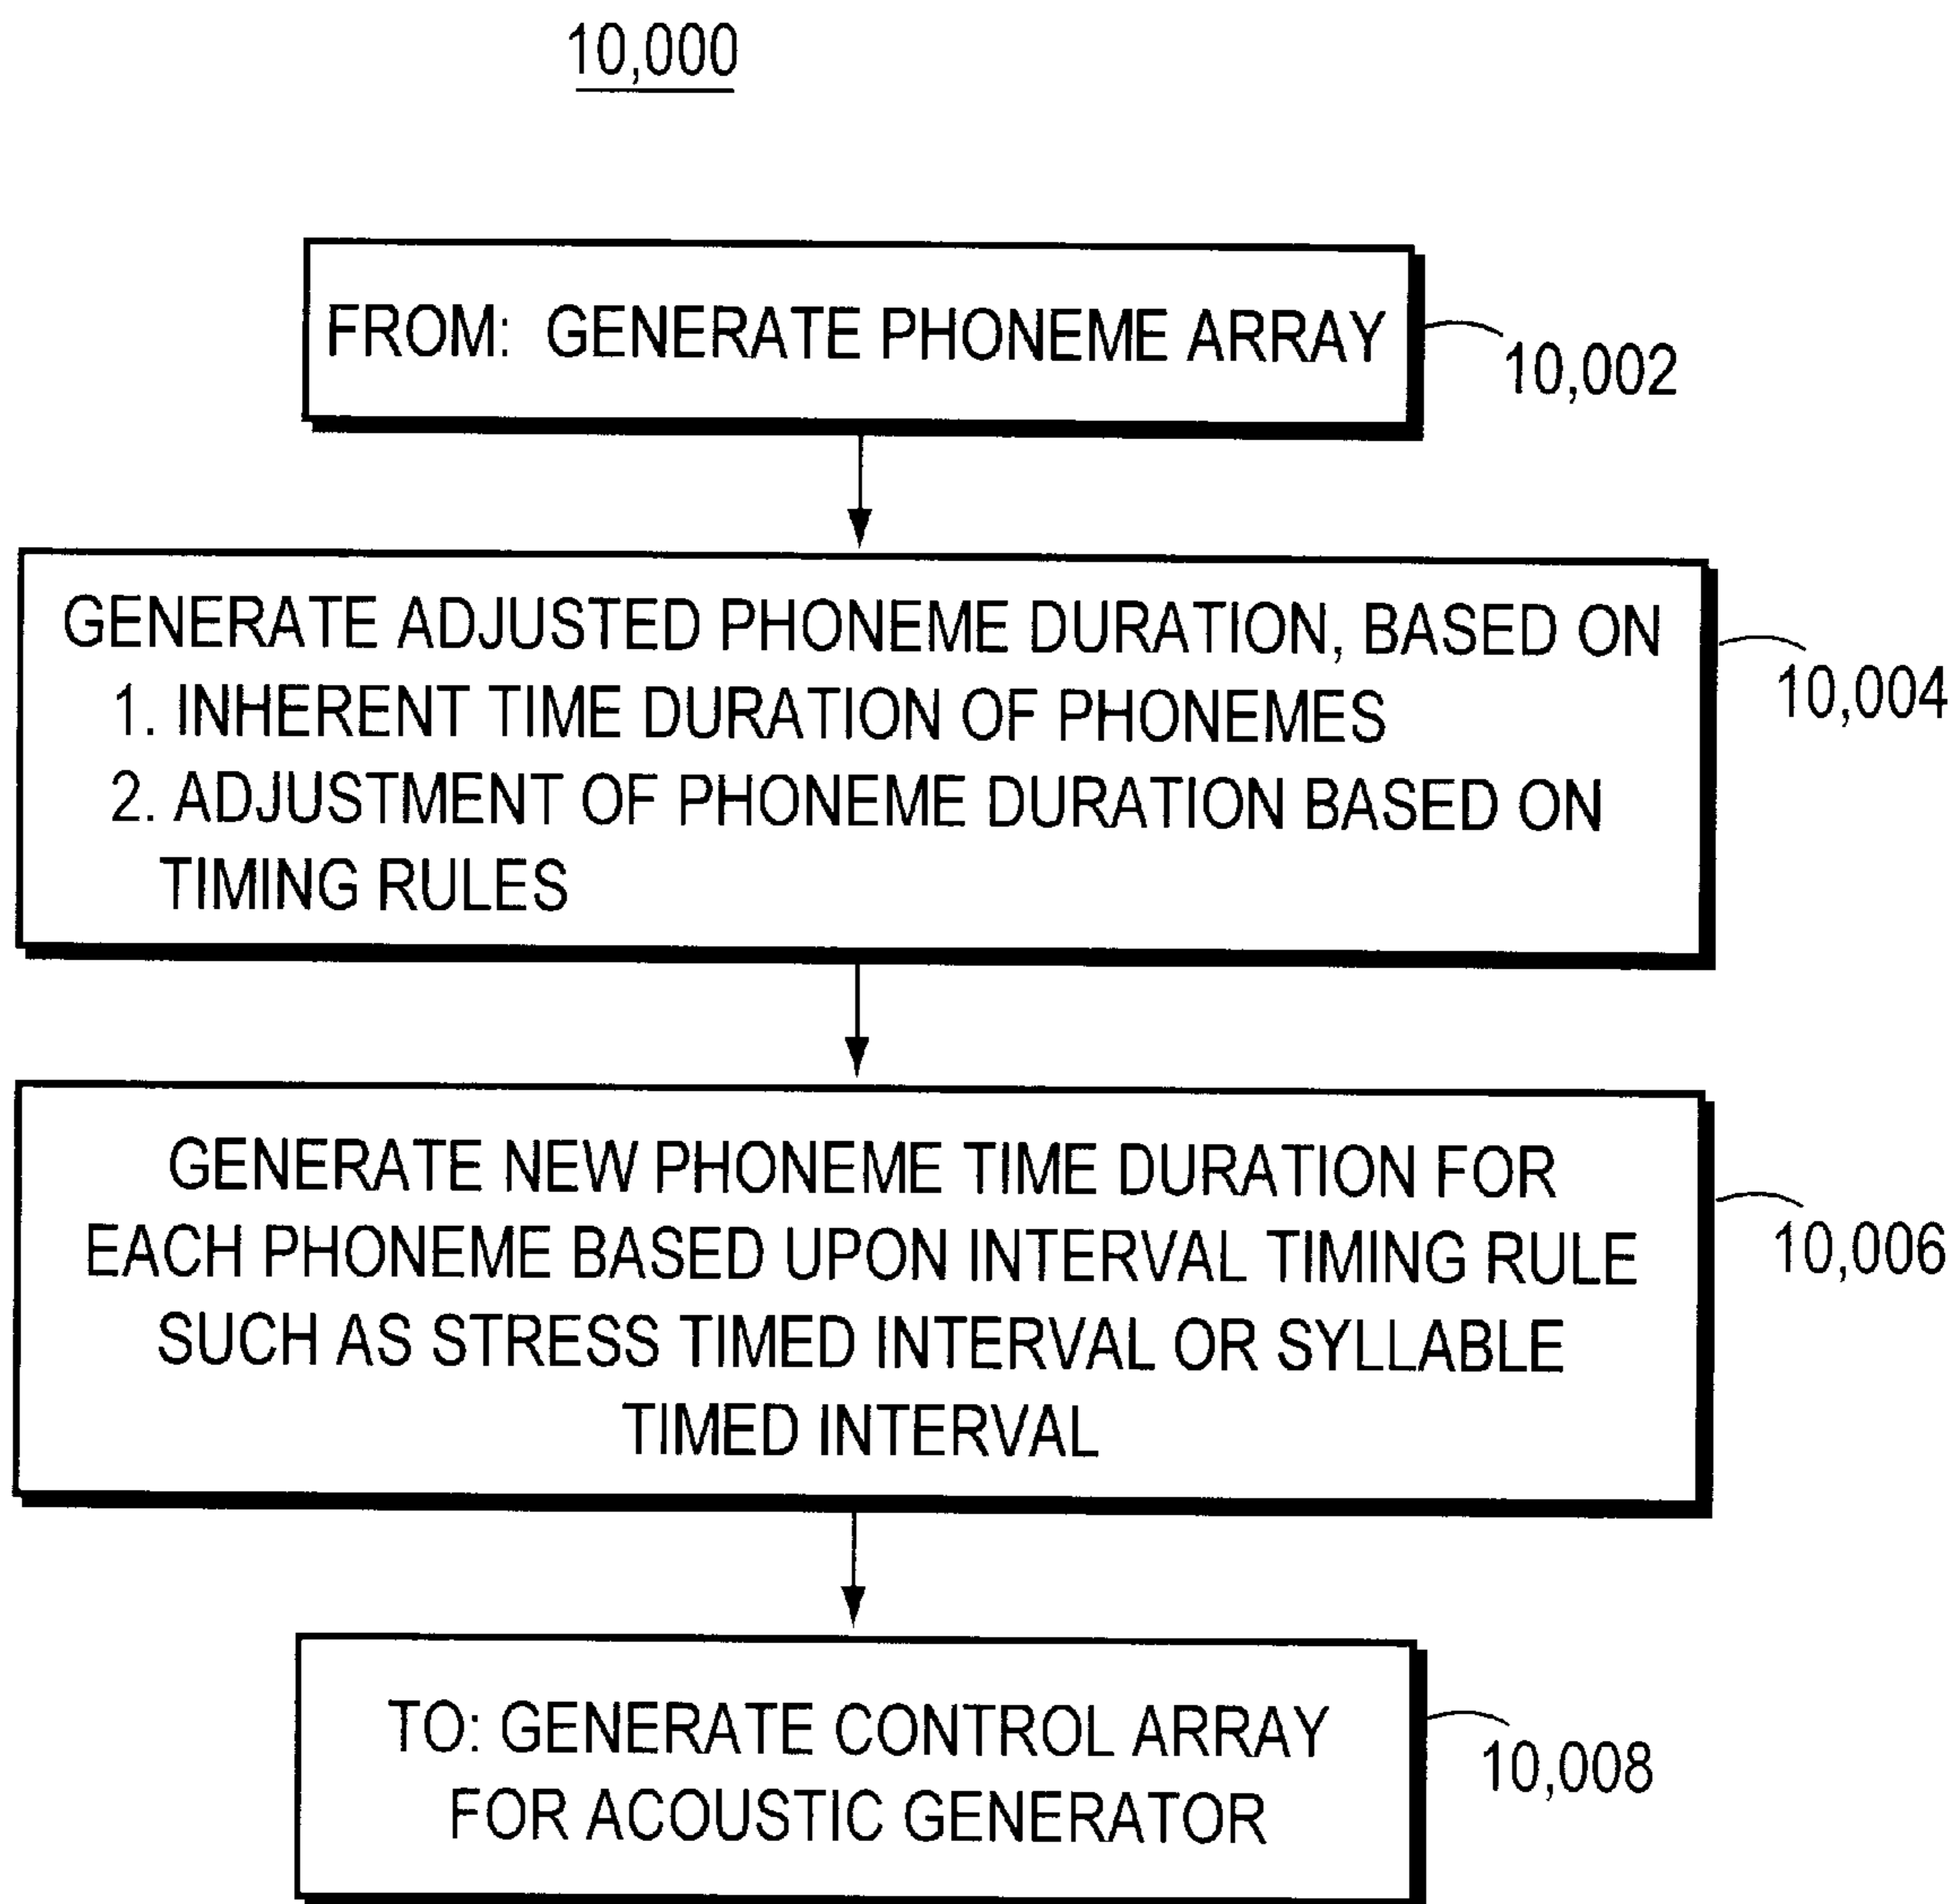 10,000
FROM: GENERATE PHONEME ARRAY
10,002
GENERATE ADJUSTED PHONEME DURATION, BASED ON
1. INHERENT TIME DURATION OF PHONEMES
2. ADJUSTMENT OF PHONEME DURATION BASED ON
TIMING RULES
10,004
GENERATE NEW PHONEME TIME DURATION FOR
EACH PHONEME BASED UPON INTERVAL TIMING RULE
SUCH AS STRESS TIMED INTERVAL OR SYLLABLE
TIMED INTERVAL
10,006
TO: GENERATE CONTROL ARRAY
FOR ACOUSTIC GENERATOR
10,008